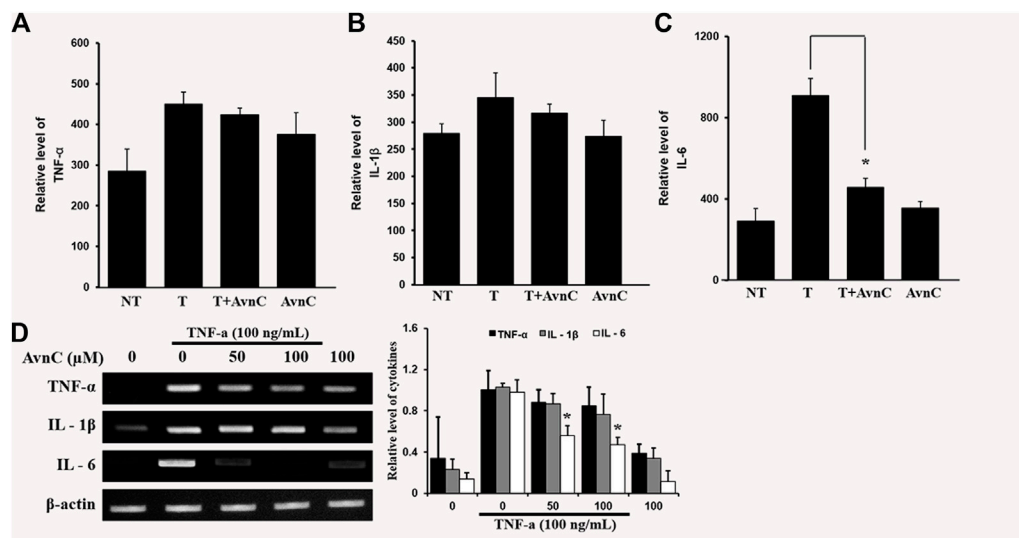 A
Relative level of
TNF-α
600
500
400
300
200
100
0
NT T T+AvnC AvnC
B
Relative level of
IL-1β
450
400
350
300
250
200
150
100
50
0
NT T T+AvnC AvnC
C
Relative level of
IL-6
1200
800
400
0
*
NT T T+AvnC AvnC
D
TNF-a (100 ng/mL)
AvnC (µM) 0 0 50 100 100
TNF-α
IL - 1β
IL - 6
β-actin
Relative level of cytokines
1.6
1.2
0.8
0.4
0
TNF-α IL - 1β IL - 6
* *
0 0 50 100 100
TNF-a (100 ng/mL)